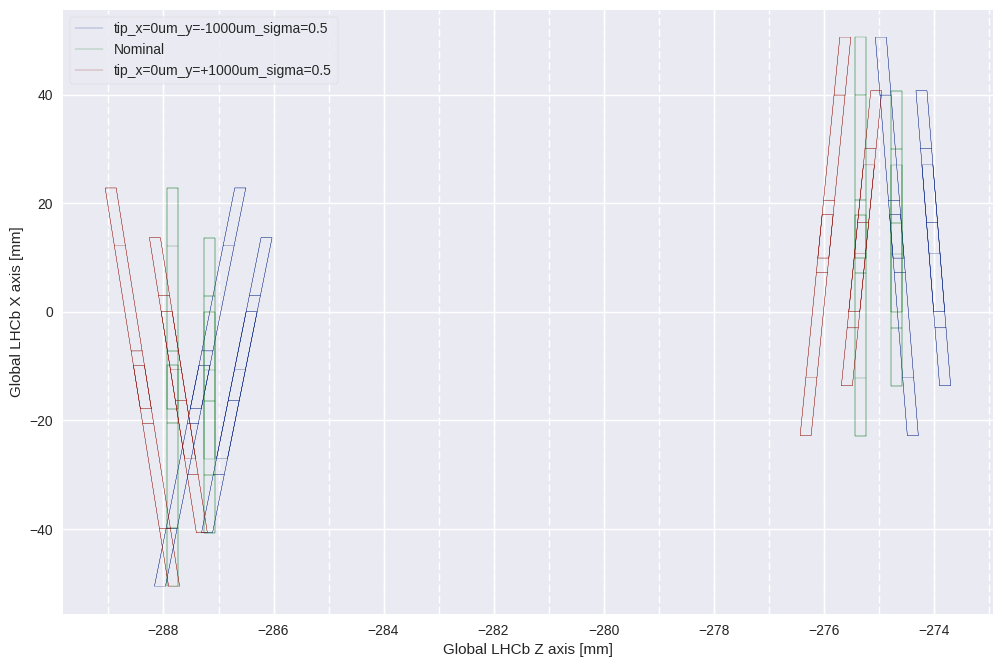 tip_x=0um_y=-1000um_sigma=0.5
Nominal
tip_x=0um_y=+1000um_sigma=0.5
40
20
0
−20
−40
Global LHCb X axis [mm]
−288
−286
−284
−282
−280
−278
−276
−274
Global LHCb Z axis [mm]